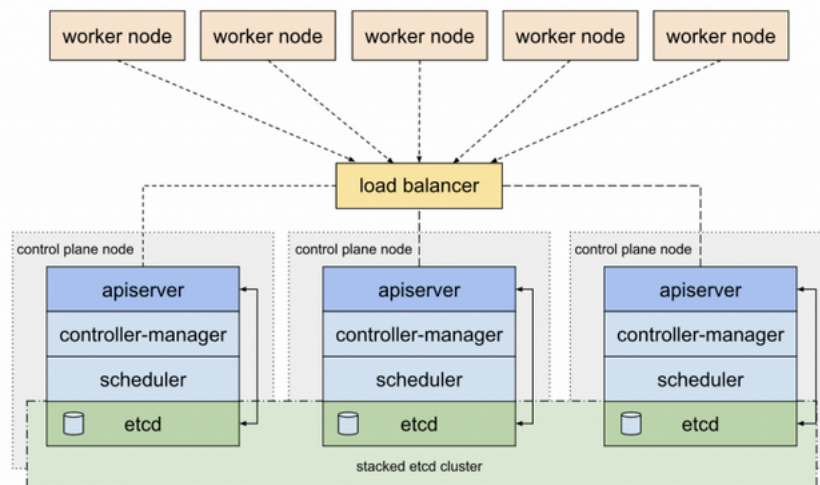 worker node
worker node
worker node
worker node
worker node
load balancer
control plane node
control plane node
control plane node
apiserver
apiserver
apiserver
controller-manager
controller-manager
controller-manager
scheduler
scheduler
scheduler
etcd
etcd
etcd
stacked etcd cluster